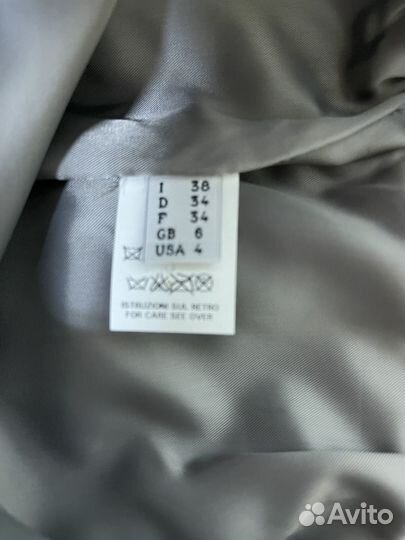 I 38
D 34
F 34
GB 6
USA 4
ISTRUZIONI SUL RETRO
FOR CARE SEE OVER
Avito